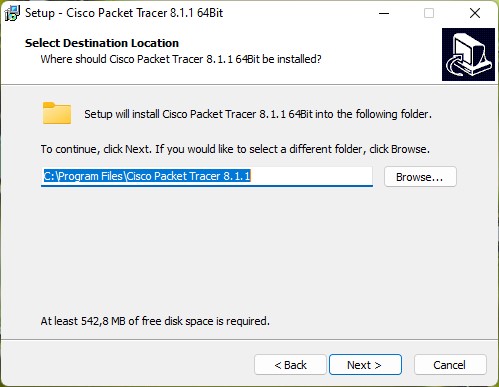 Setup - Cisco Packet Tracer 8.1.1 64Bit
Select Destination Location
Where should Cisco Packet Tracer 8.1.1 64Bit be installed?
Setup will install Cisco Packet Tracer 8.1.1 64Bit into the following folder.
To continue, click Next. If you would like to select a different folder, click Browse.
C:\Program Files\Cisco Packet Tracer 8.1.1
Browse...
At least 542,8 MB of free disk space is required.
< Back
Next >
Cancel